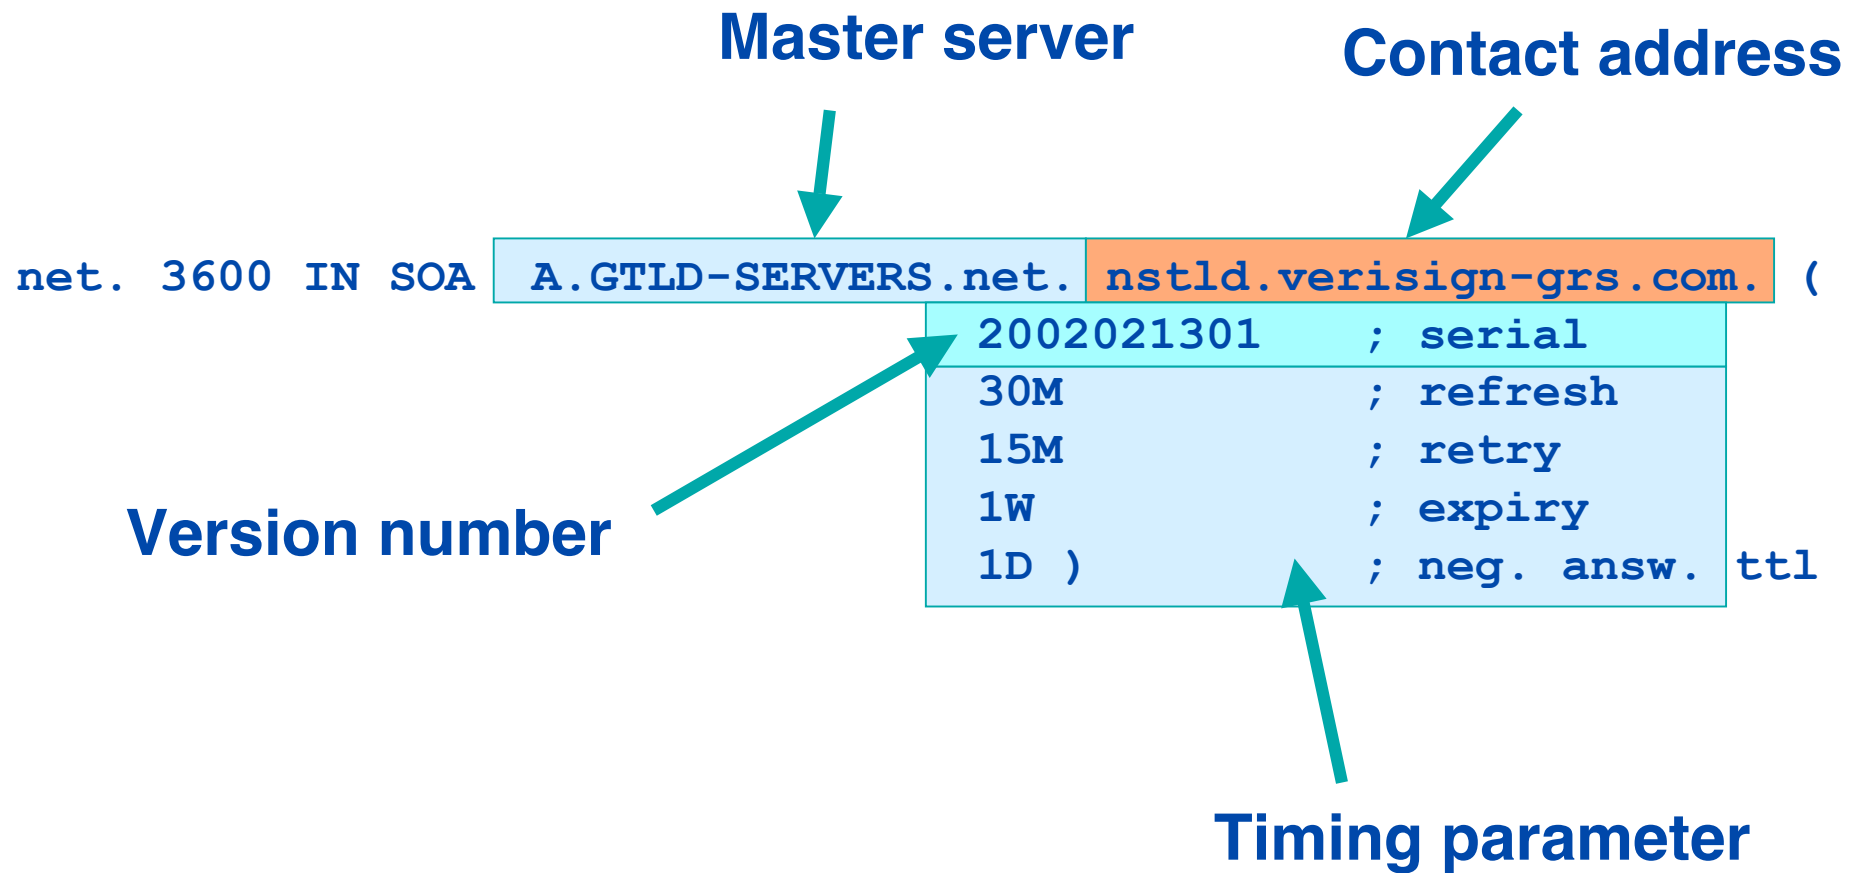 Master server
Contact address
net. 3600 IN SOA A.GTLD-SERVERS.net. nstld.verisign-grs.com. (
2002021301 ; serial
30M ; refresh
15M ; retry
1W ; expiry
1D ) ; neg. answ. ttl
Version number
Timing parameter